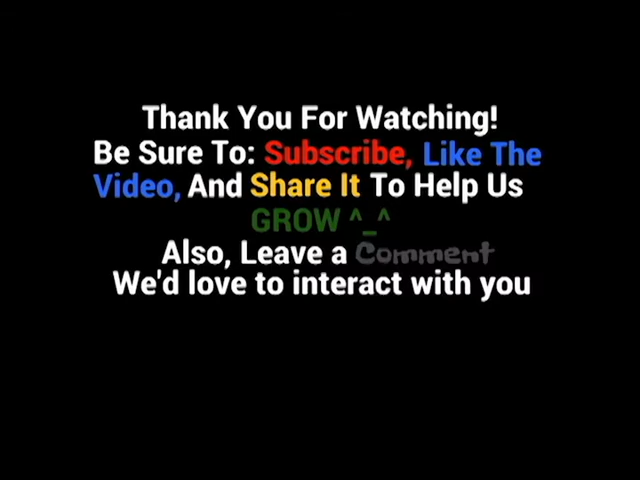 Thank You For Watching!
Be Sure To: Subscribe, Like The
Video, And Share It To Help Us
GROW ^_^
Also, Leave a Comment
We'd love to interact with you